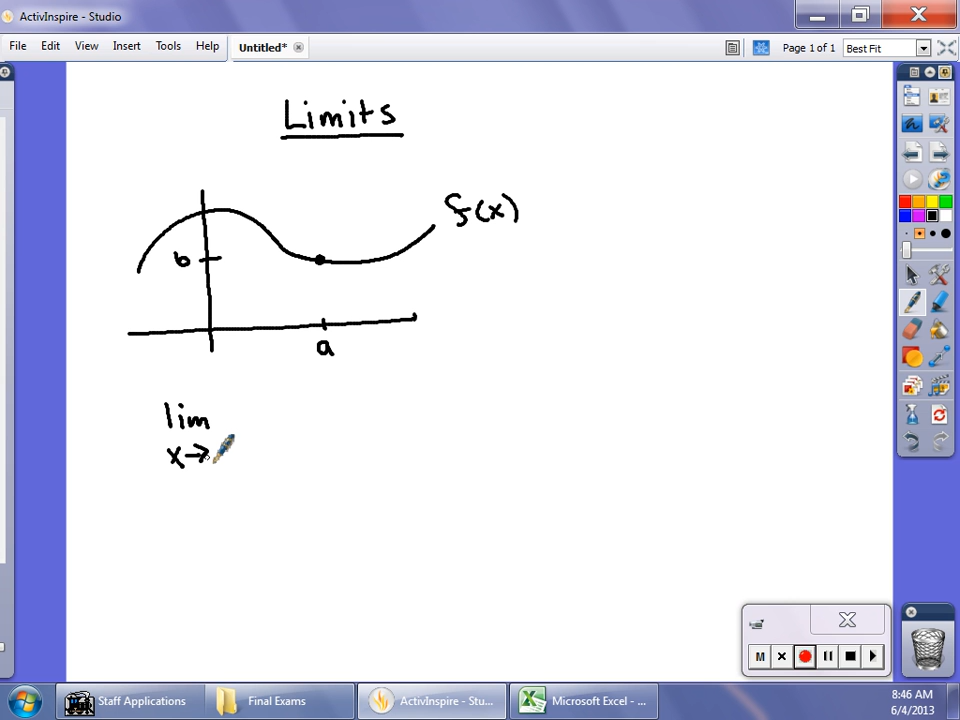 ActivInspire - Studio
File Edit View Insert Tools Help Untitled* Page 1 of 1 Best Fit
Limits
f(x)
b
a
lim
x→
M
Staff Applications Final Exams ActivInspire - Stu... Microsoft Excel - ...
8:46 AM
6/4/2013